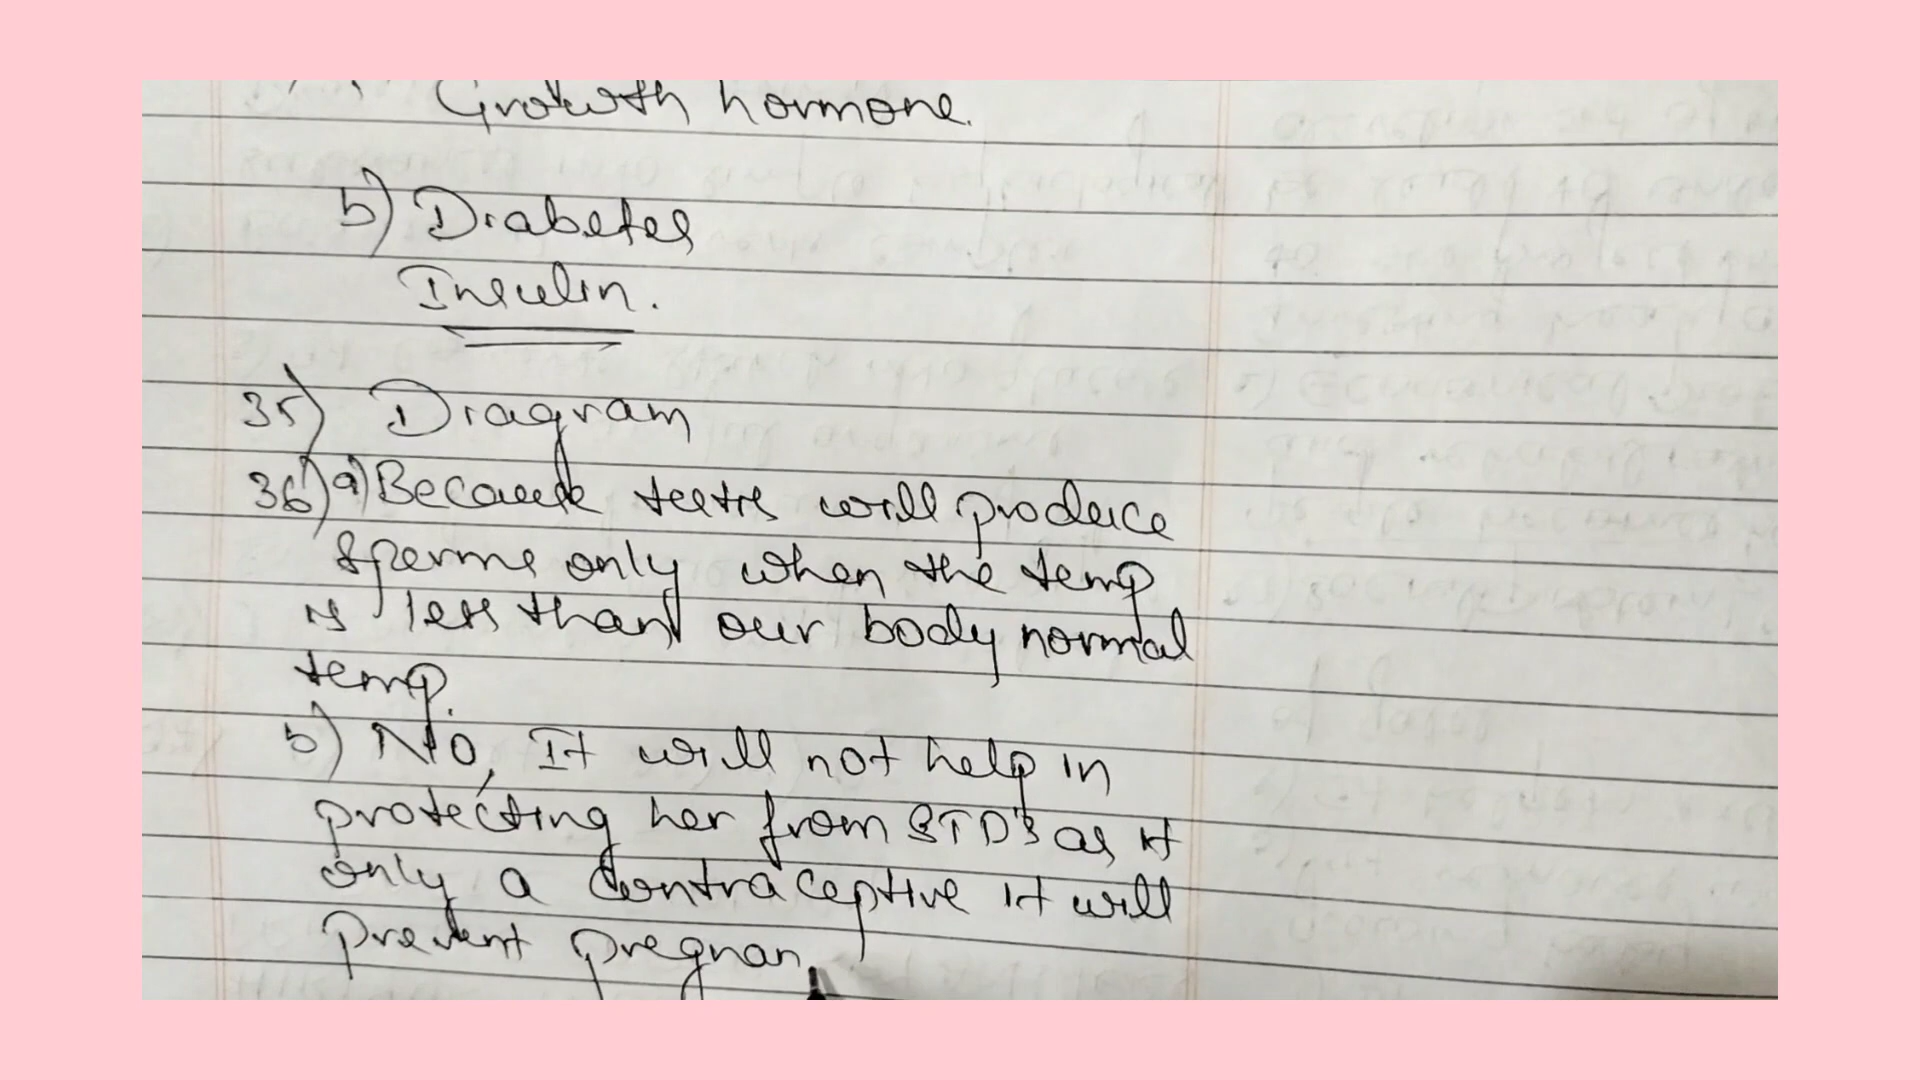 Growth hormone.
b) Diabetes
Insulin.
35) Diagram
36) a) Because testis will produce
sperms only when the temp
is less than our body normal
temp.
b) No, It will not help in
protecting her from STD's as it
only a contraceptive it will
prevent pregnan